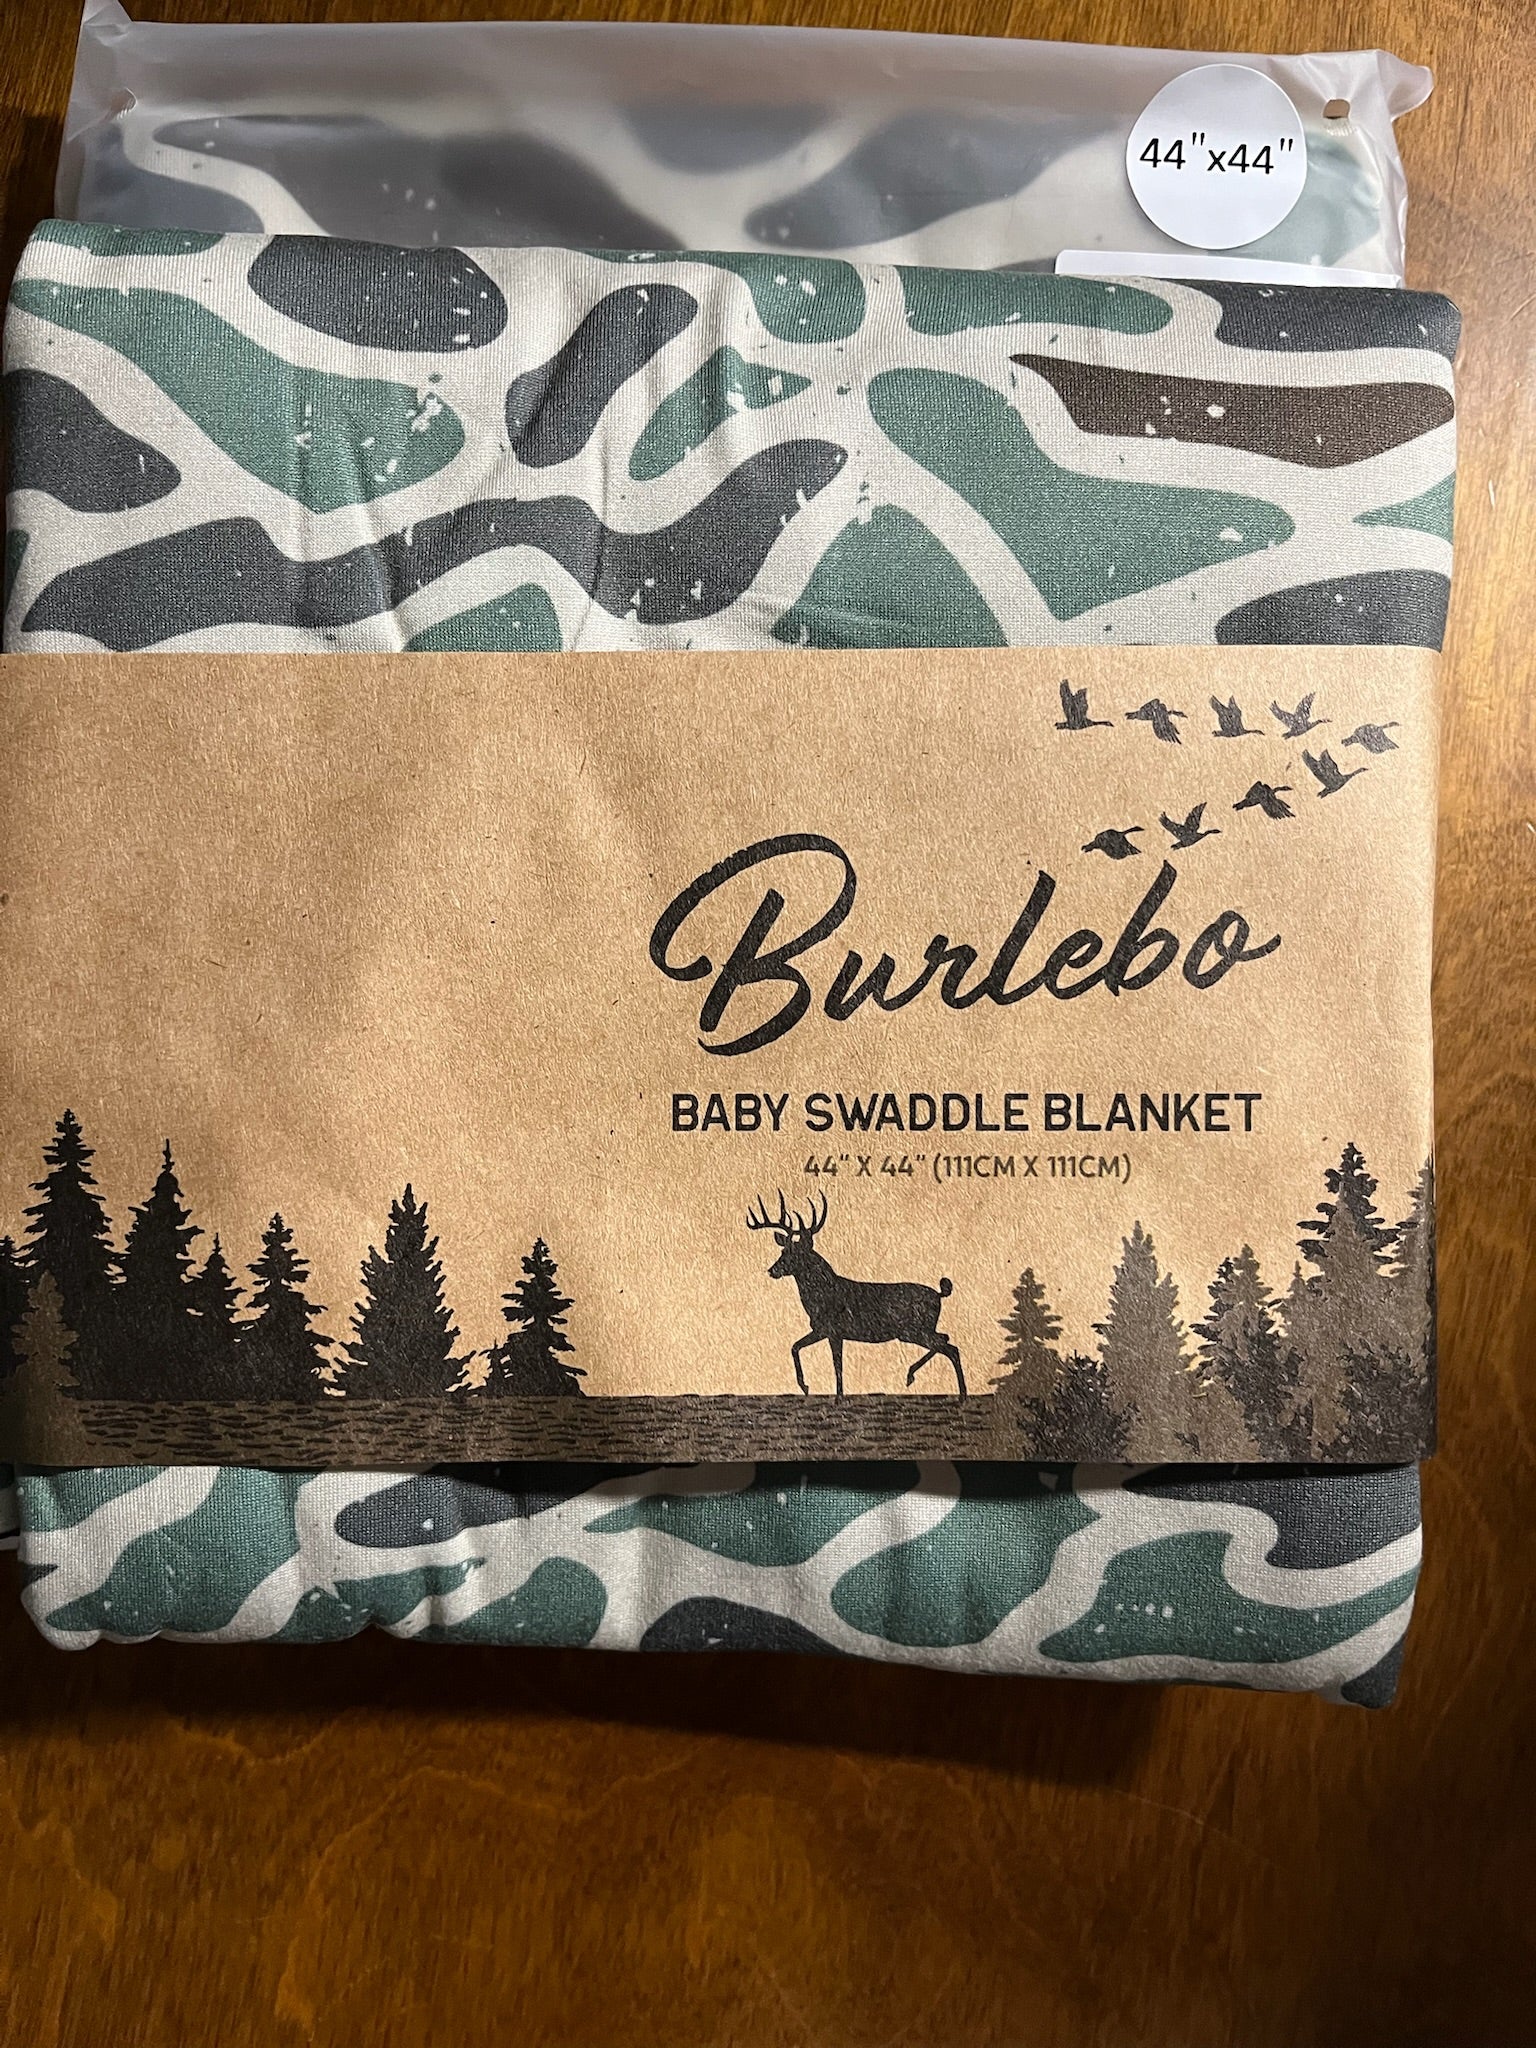 44"x44"
Burlebo
BABY SWADDLE BLANKET
44" X 44" (111CM X 111CM)